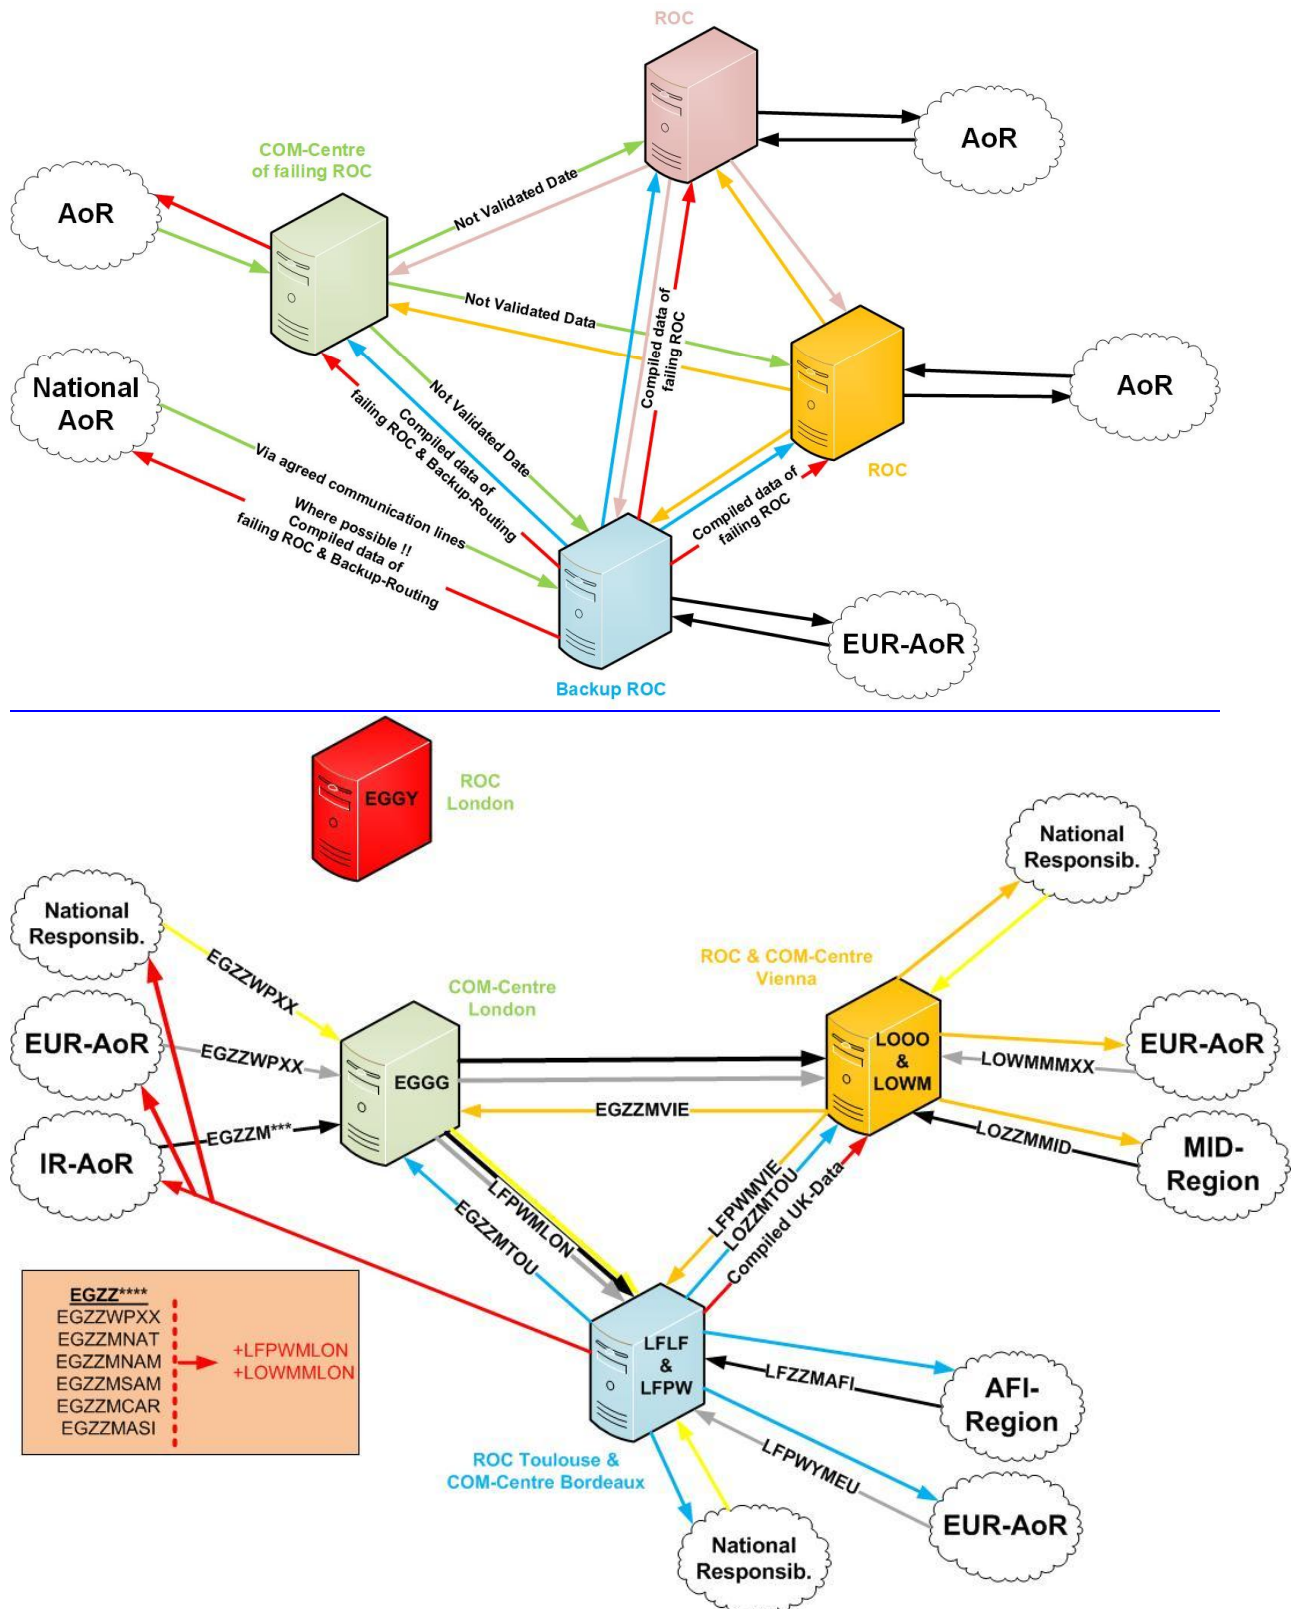 ROC
AoR
COM-Centre
of failing ROC
AoR
Not Validated Date
Not Validated Data
Compiled data of
failing ROC
AoR
National
AoR
Not Validated Date
Compiled data of
failing ROC & Backup-Routing
Via agreed communication lines
Where possible !!
Compiled data of
failing ROC & Backup-Routing
ROC
Compiled data of
failing ROC
EUR-AoR
Backup ROC
EGGY
ROC
London
National
Responsib.
National
Responsib.
EGZZWPXX
COM-Centre
London
ROC & COM-Centre
Vienna
EUR-AoR
EGZZWPXX
EGGG
LOOO
&
LOWM
LOWMMMXX
EUR-AoR
EGZZMVIE
IR-AoR
EGZZM***
LOZZMMID
MID-
Region
LFPWMLON
EGZZMTOU
LFPWMVIE
LOZZMTOU
Compiled UK-Data
EGZZ****
EGZZWPXX
EGZZMNAT
EGZZMNAM
EGZZMSAM
EGZZMCAR
EGZZMASI
+LFPWMLON
+LOWMMLON
LFLF
&
LFPW
LFZZMAFI
AFI-
Region
LFPWYMEU
EUR-AoR
ROC Toulouse &
COM-Centre Bordeaux
National
Responsib.